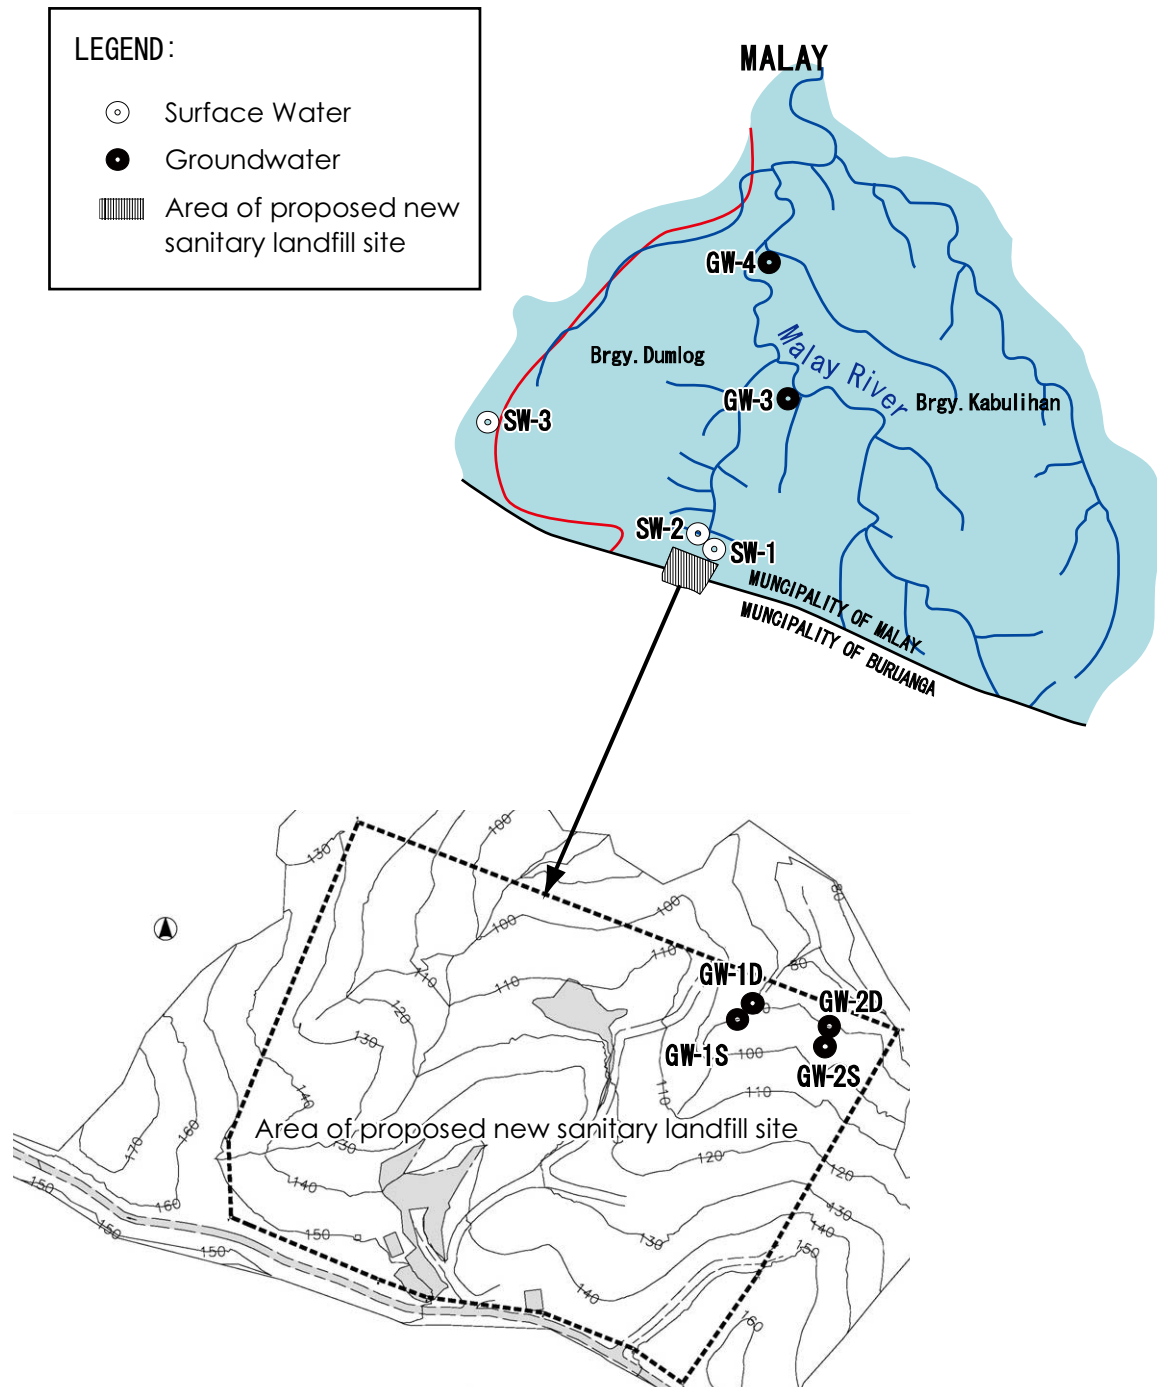 LEGEND:
Surface Water
Groundwater
Area of proposed new
sanitary landfill site
MALAY
GW-4
Brgy. Dumlog
Malay River
GW-3
Brgy. Kabulihan
SW-3
SW-2
SW-1
MUNCIPALITY OF MALAY
MUNCIPALITY OF BURUANGA
100
130
80
100
100
110
80
110
110
GW-1D
GW-2D
120
GW-1S
100
130
GW-2S
110
110
140
Area of proposed new sanitary landfill site
160
170
130
120
120
150
140
160
130
150
150
150
130
140
150
140
160